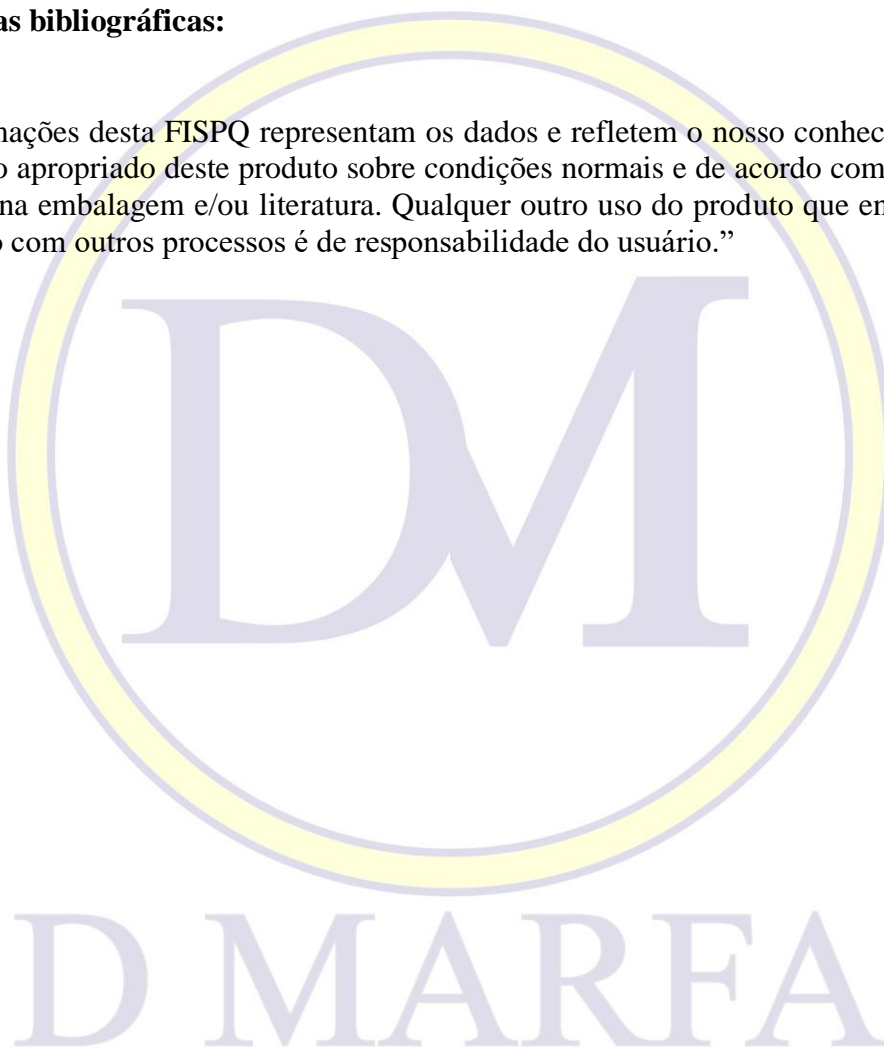 as bibliográficas:
nações desta FISPQ representam os dados e refletem o nosso conhec
o apropriado deste produto sobre condições normais e de acordo com
na embalagem e/ou literatura. Qualquer outro uso do produto que en
o com outros processos é de responsabilidade do usuário.”
DM
D MARFA